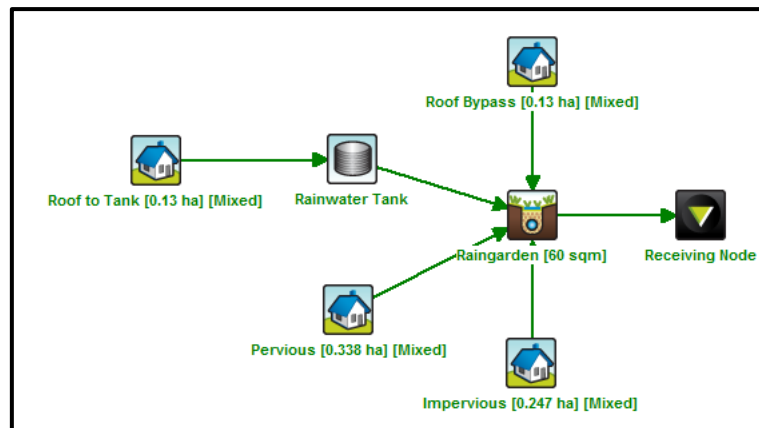 Roof Bypass [0.13 ha] [Mixed]
Roof to Tank [0.13 ha] [Mixed]
Rainwater Tank
Raingarden [60 sqm]
Receiving Node
Pervious [0.338 ha] [Mixed]
Impervious [0.247 ha] [Mixed]